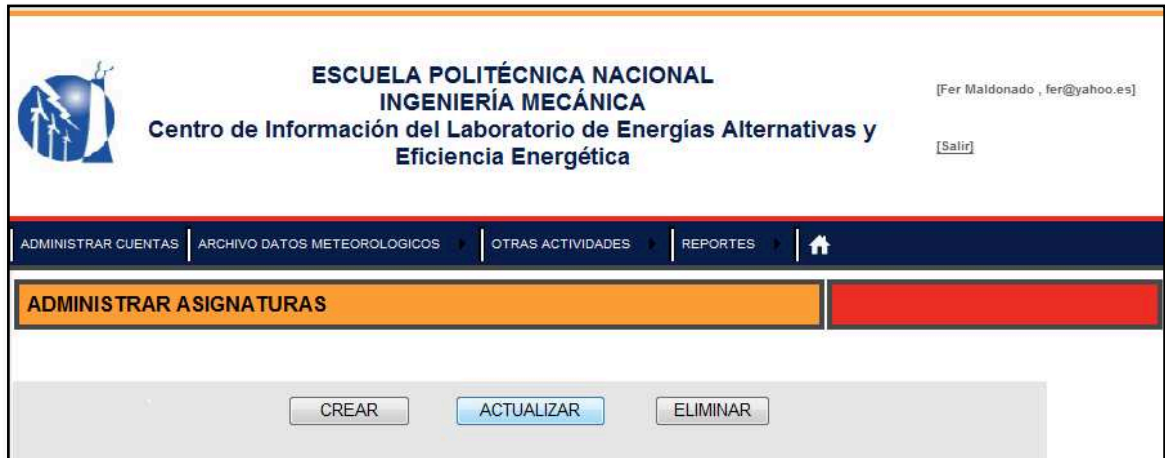 ESCUELA POLITÉCNICA NACIONAL
INGENIERÍA MECÁNICA
Centro de Información del Laboratorio de Energías Alternativas y
Eficiencia Energética
[Fer Maldonado , fer@yahoo.es]
[Salir]
ADMINISTRAR CUENTAS ARCHIVO DATOS METEOROLOGICOS OTRAS ACTIVIDADES REPORTES
ADMINISTRAR ASIGNATURAS
CREAR ACTUALIZAR ELIMINAR